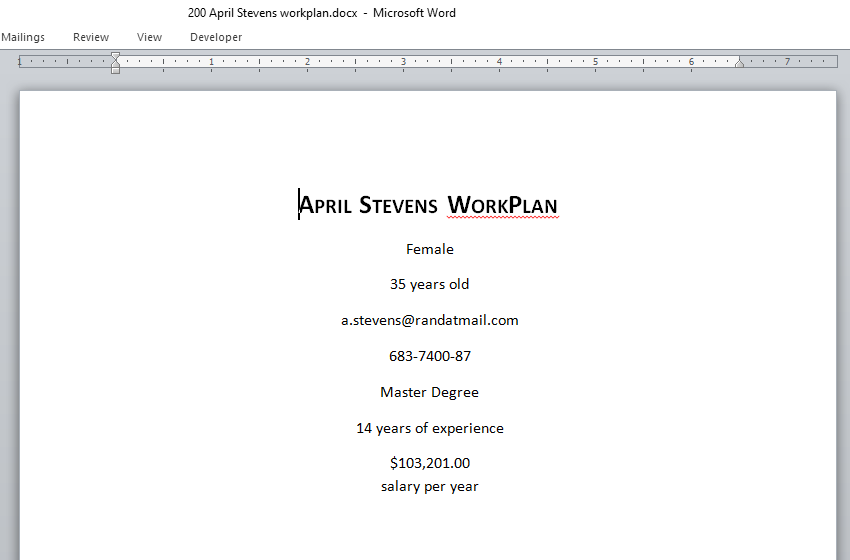 200 April Stevens workplan.docx - Microsoft Word
Mailings Review View Developer
1 1 2 3 4 5 6 7
April Stevens WorkPlan
Female
35 years old
a.stevens@randatmail.com
683-7400-87
Master Degree
14 years of experience
$103,201.00
salary per year